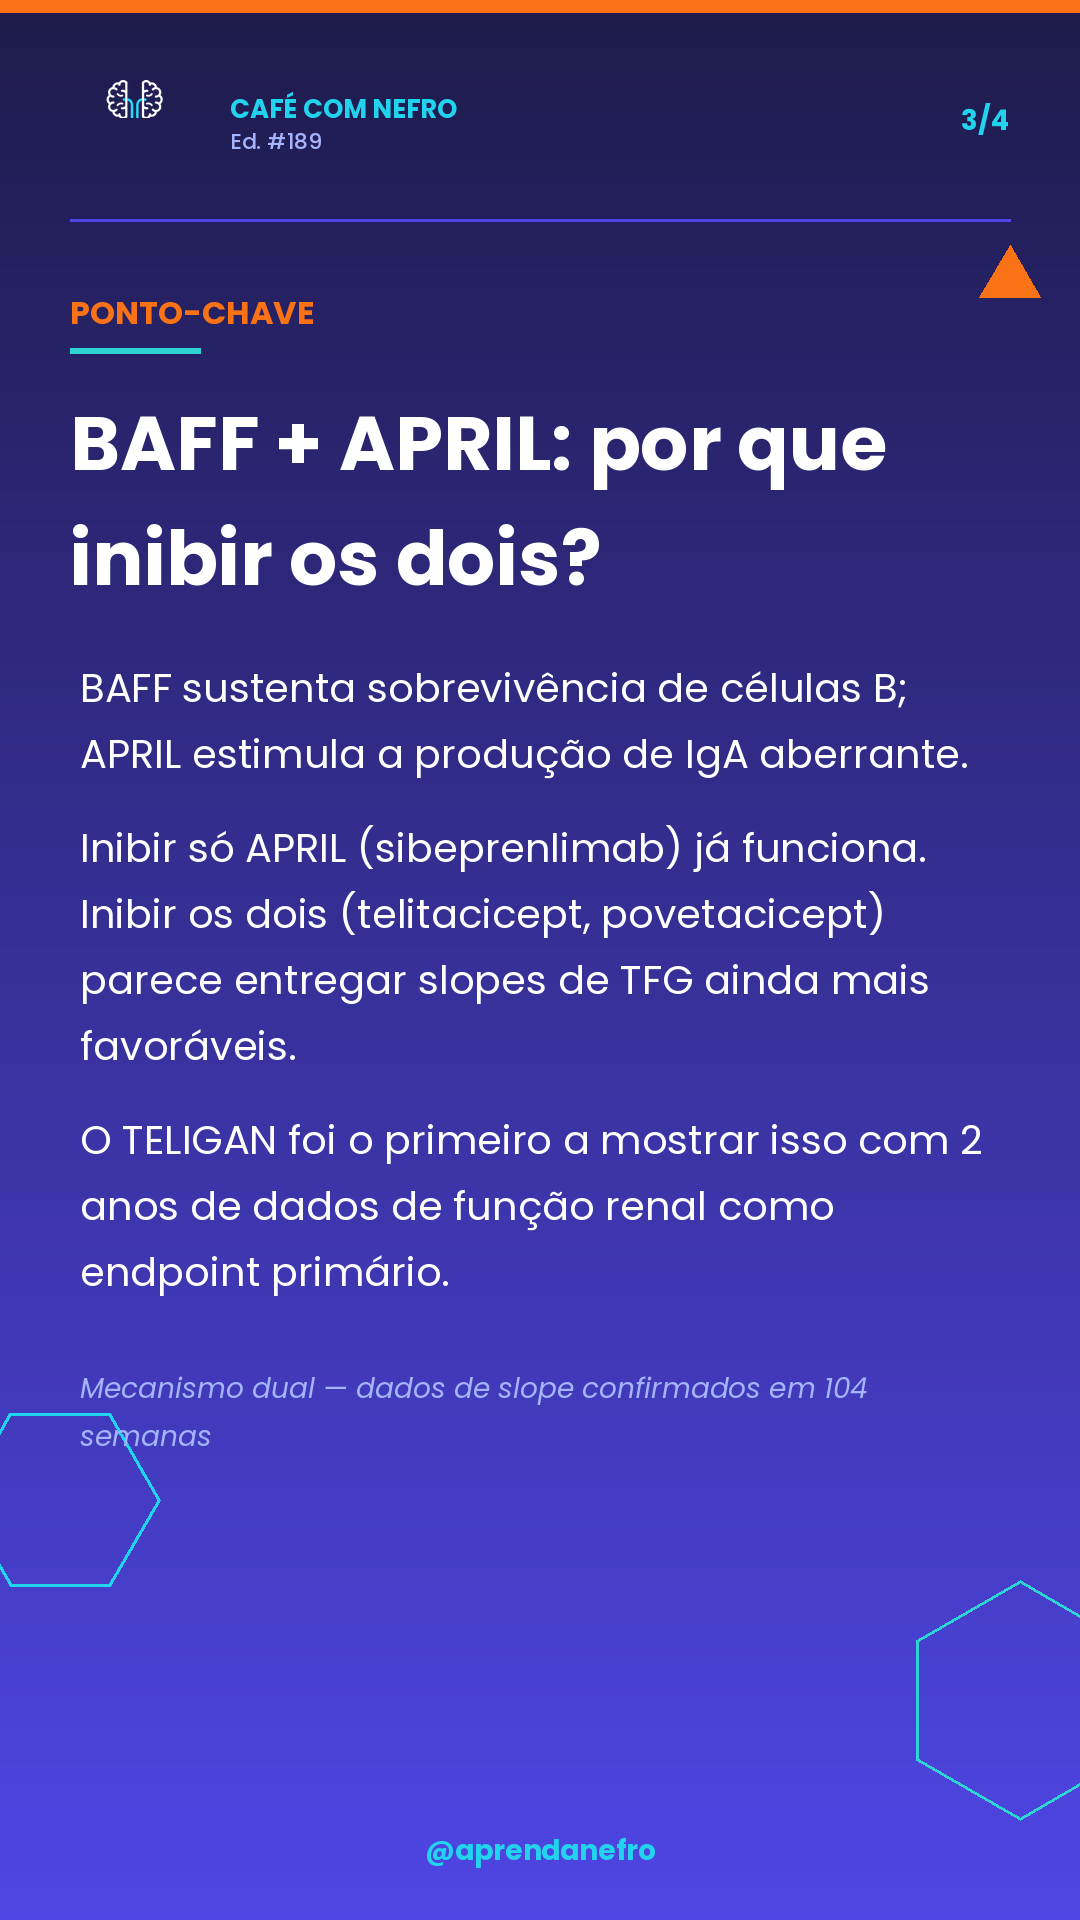 CAFÉ COM NEFRO
Ed. #189
3/4
PONTO-CHAVE
BAFF + APRIL: por que
inibir os dois?
BAFF sustenta sobrevivência de células B;
APRIL estimula a produção de IgA aberrante.
Inibir só APRIL (sibeprenlimab) já funciona.
Inibir os dois (telitacicept, povetacicept)
parece entregar slopes de TFG ainda mais
favoráveis.
O TELIGAN foi o primeiro a mostrar isso com 2
anos de dados de função renal como
endpoint primário.
Mecanismo dual — dados de slope confirmados em 104
semanas
@aprendanefro